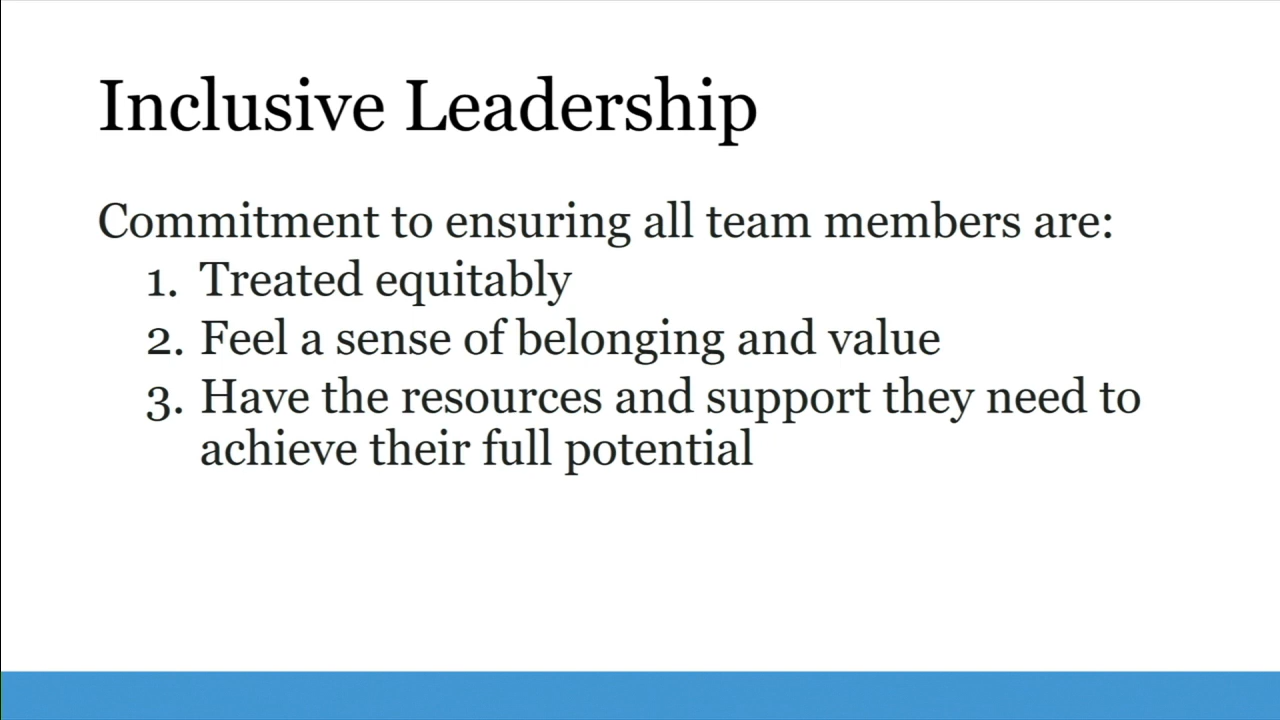 Inclusive Leadership
Commitment to ensuring all team members are:
1. Treated equitably
2. Feel a sense of belonging and value
3. Have the resources and support they need to
achieve their full potential